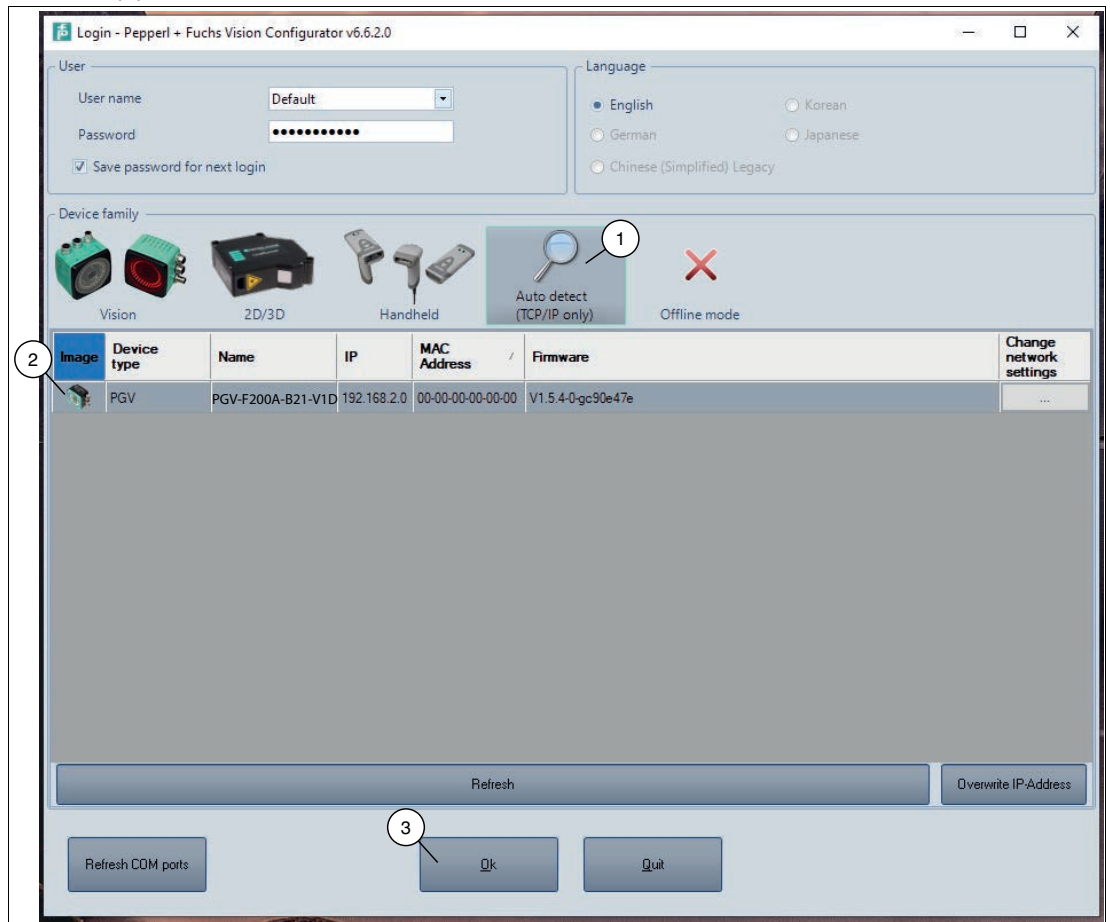 Login - Pepperl + Fuchs Vision Configurator v6.6.2.0
User
User name
Default
Password
•••••••••••
Save password for next login
Language
English
Korean
German
Japanese
Chinese (Simplified) Legacy
Device family
Vision
2D/3D
Handheld
Auto detect
(TCP/IP only)
Offline mode
1
2
Image
Device
type
Name
IP
MAC
Address /
Firmware
Change
network
settings
PGV
PGV-F200A-B21-V1D
192.168.2.0
00-00-00-00-00-00
V1.5.4-0-gc90e47e
...
Refresh
Overwrite IP-Address
3
Refresh COM ports
Ok
Quit